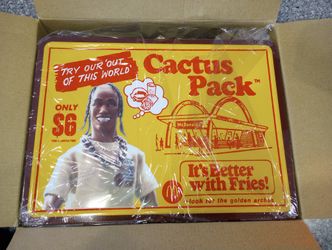 TRY OUR 'OUT
OF THIS WORLD'
Cactus
Pack™
ONLY
$6
McDonald's
It's Better
with Fries!
look for the golden arches